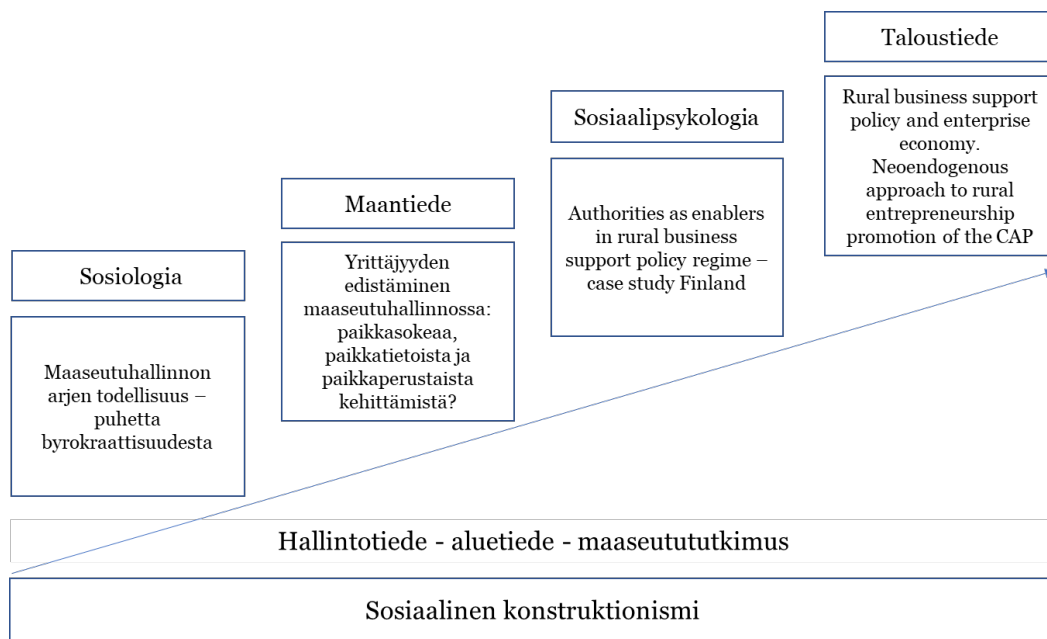 Sosiologia
Maaseutuhallinnon
arjen todellisuus –
puhetta
byrokraattisuudesta
Maantiede
Yrittäjyyden
edistäminen
maaseutuhallinnossa:
paikkasokeaa,
paikkatietoista ja
paikkaperustaista
kehittämistä?
Sosiaalipsykologia
Authorities as enablers
in rural business
support policy regime –
case study Finland
Taloustiede
Rural business support
policy and enterprise
economy.
Neoendogenous
approach to rural
entrepreneurship
promotion of the CAP
Hallintotiede - aluetiede - maaseututukimus
Sosiaalinen konstruktionismi